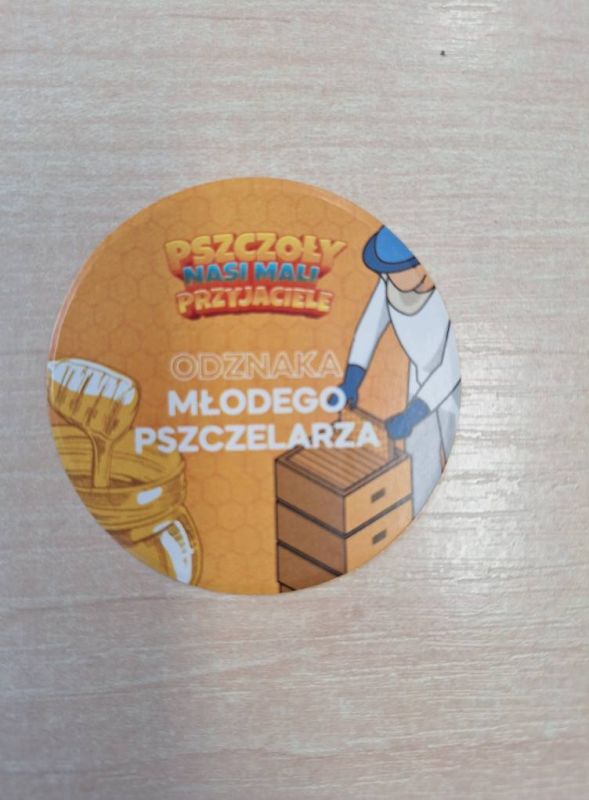 PSZCZOŁY
NASI MALI
PRZYJACIELE
ODZNAKA
MŁODEGO
PSZCZELARZA